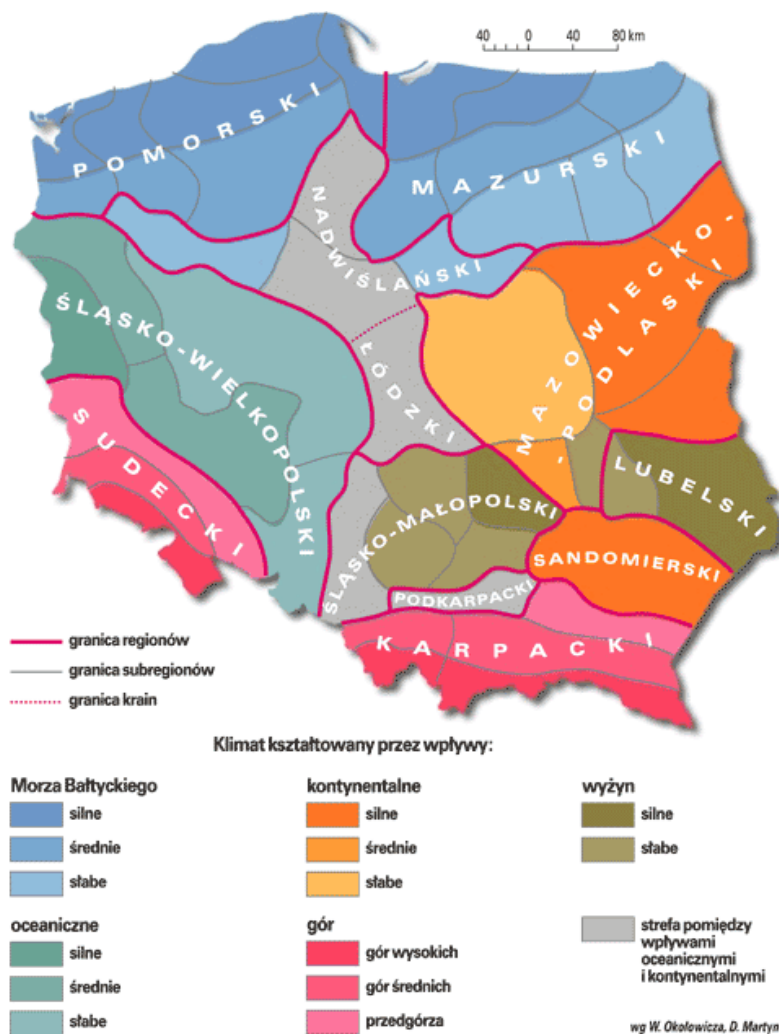 40 0 40 80 km
POMORSKI
MAZURSKI
NADWIŚLAŃSKI
MAZOWIECKO-
-PODLASKI
ŚLĄSKO-WIELKOPOLSKI
ŁÓDZKI
SUDECKI
LUBELSKI
ŚLĄSKO-MAŁOPOLSKI
SANDOMIERSKI
PODKARPACKI
KARPACKI
granica regionów
granica subregionów
granica krain
Klimat kształtowany przez wpływy:
Morza Bałtyckiego
silne
średnie
słabe
oceaniczne
silne
średnie
słabe
kontynentalne
silne
średnie
słabe
gór
gór wysokich
gór średnich
przedgórza
wyżyn
silne
słabe
strefa pomiędzy
wpływami
oceanicznymi
i kontynentalnymi
wg W. Okołowicza, D. Martyn